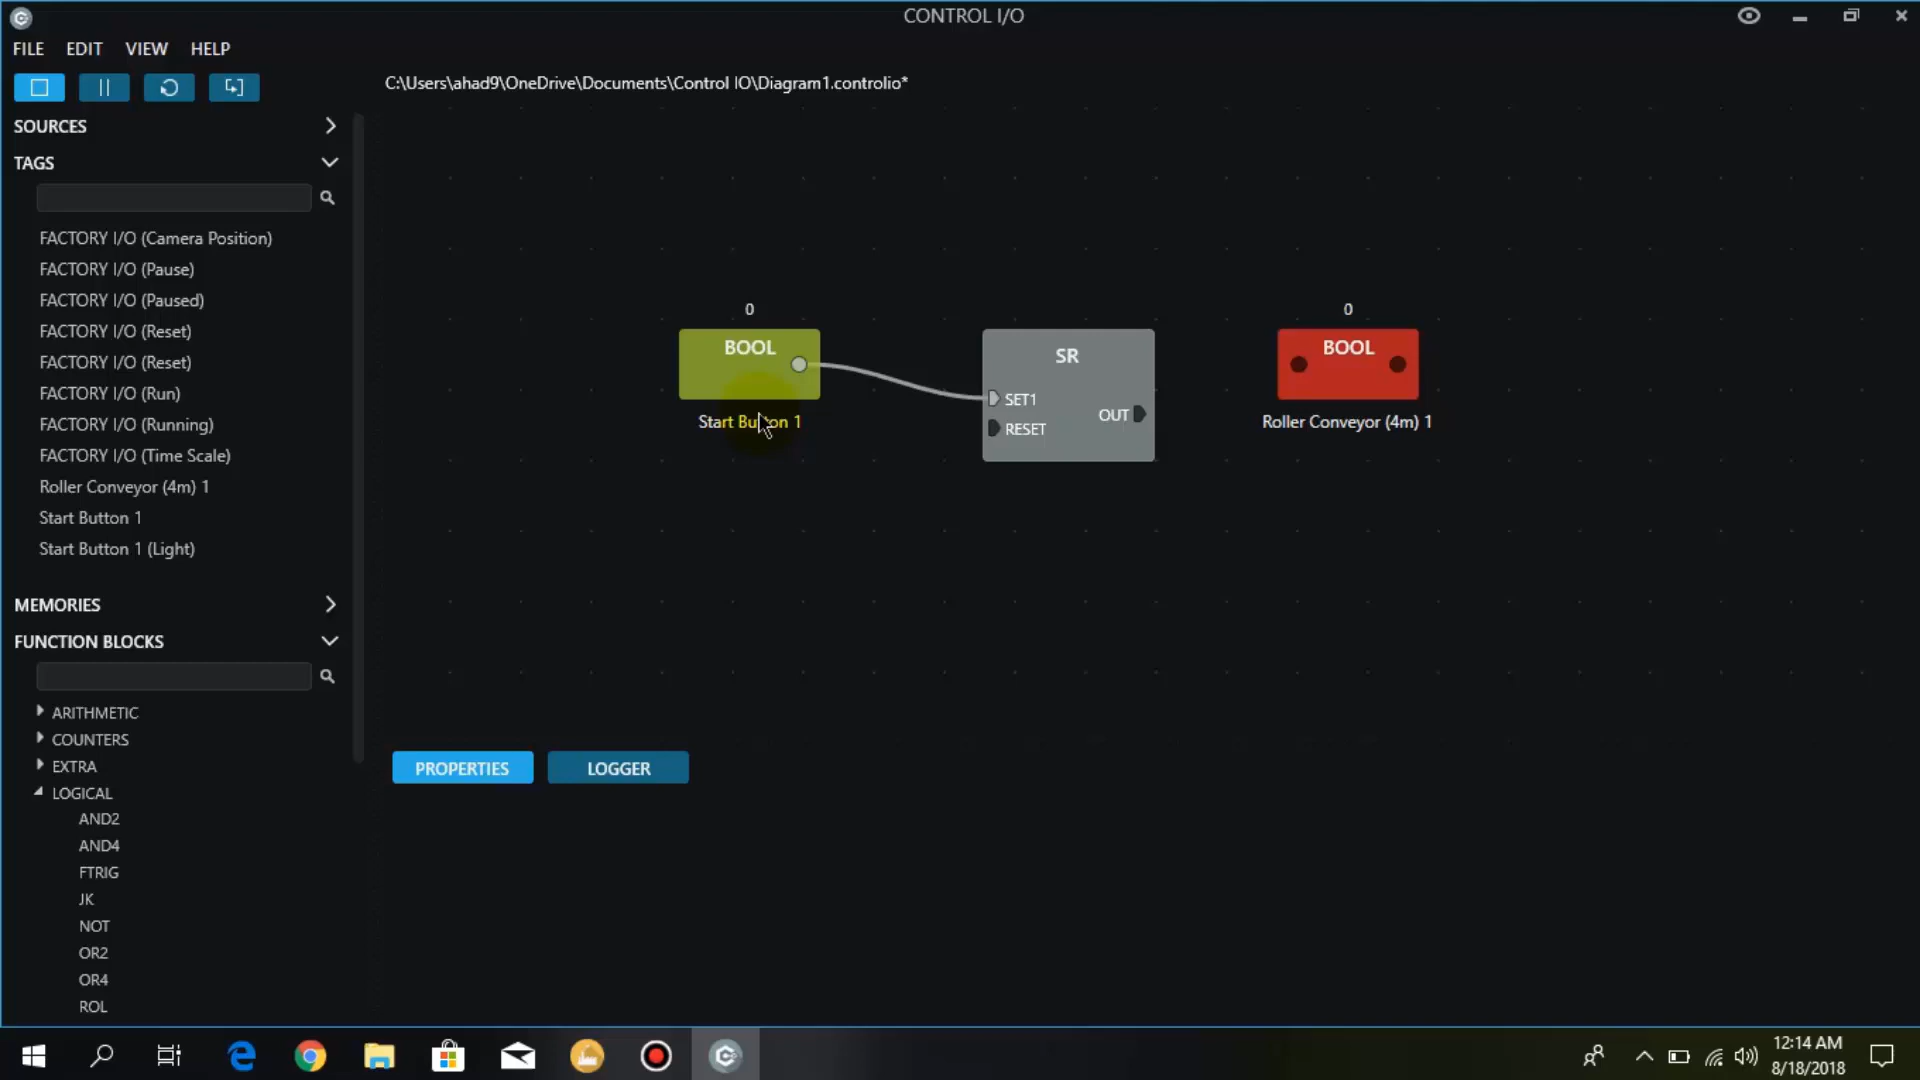 CONTROL I/O
FILE EDIT VIEW HELP
C:\Users\ahad9\OneDrive\Documents\Control IO\Diagram1.controlio*
SOURCES
TAGS
FACTORY I/O (Camera Position)
FACTORY I/O (Pause)
FACTORY I/O (Paused)
FACTORY I/O (Reset)
FACTORY I/O (Reset)
FACTORY I/O (Run)
FACTORY I/O (Running)
FACTORY I/O (Time Scale)
Roller Conveyor (4m) 1
Start Button 1
Start Button 1 (Light)
MEMORIES
FUNCTION BLOCKS
ARITHMETIC
COUNTERS
EXTRA
LOGICAL
AND2
AND4
FTRIG
JK
NOT
OR2
OR4
ROL
0
BOOL
Start Button 1
SR
SET1
RESET
OUT
0
BOOL
Roller Conveyor (4m) 1
PROPERTIES
LOGGER
12:14 AM
8/18/2018